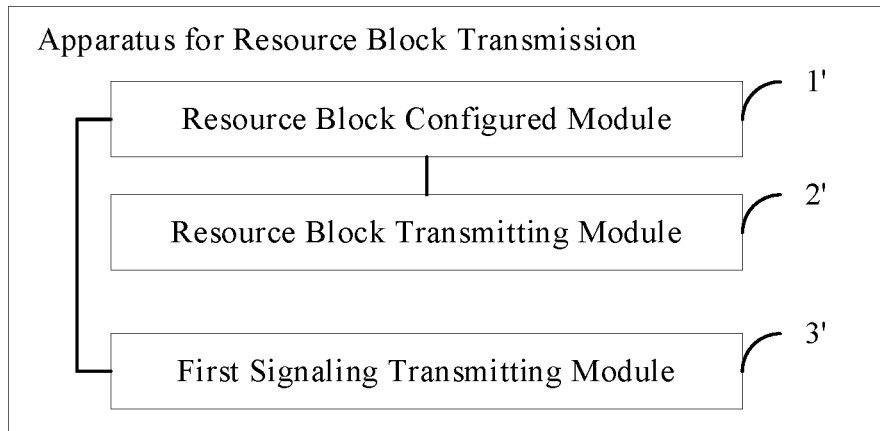 Apparatus for Resource Block Transmission
1'
Resource Block Configured Module
2'
Resource Block Transmitting Module
3'
First Signaling Transmitting Module